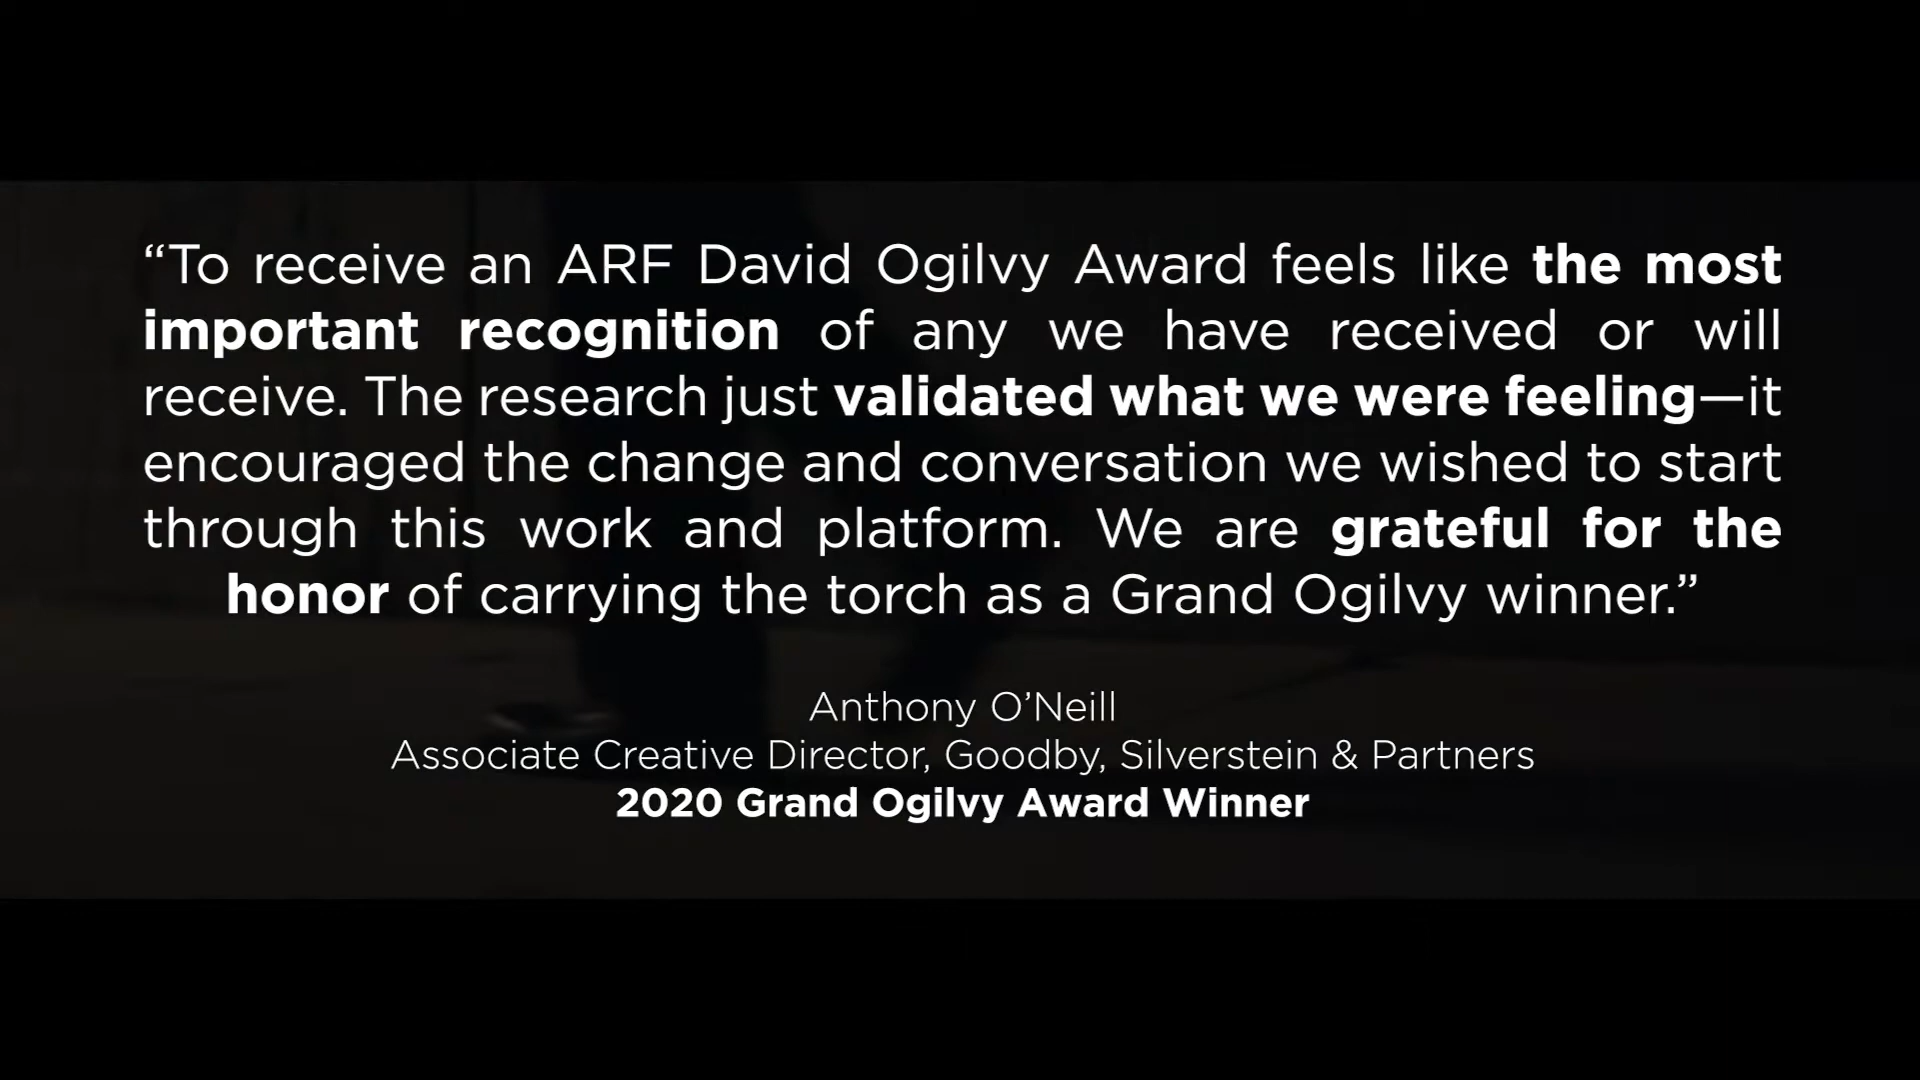 “To receive an ARF David Ogilvy Award feels like the most
important recognition of any we have received or will
receive. The research just validated what we were feeling—it
encouraged the change and conversation we wished to start
through this work and platform. We are grateful for the
honor of carrying the torch as a Grand Ogilvy winner.”
Anthony O’Neill
Associate Creative Director, Goodby, Silverstein & Partners
2020 Grand Ogilvy Award Winner